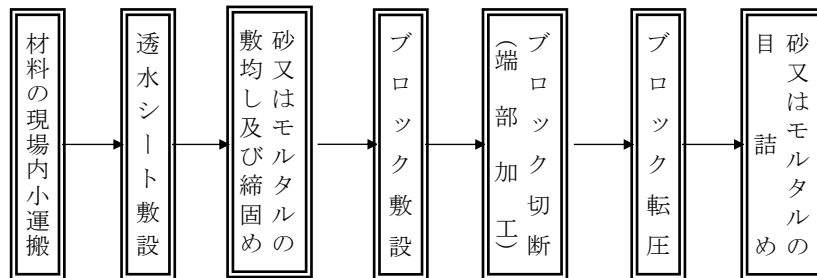 材料の現場内小運搬
透水シート敷設
砂又はモルタルの
敷均し及び締固め
ブロック敷設
ブロック切断
(端部加工)
ブロック転圧
砂又はモルタルの
目詰め